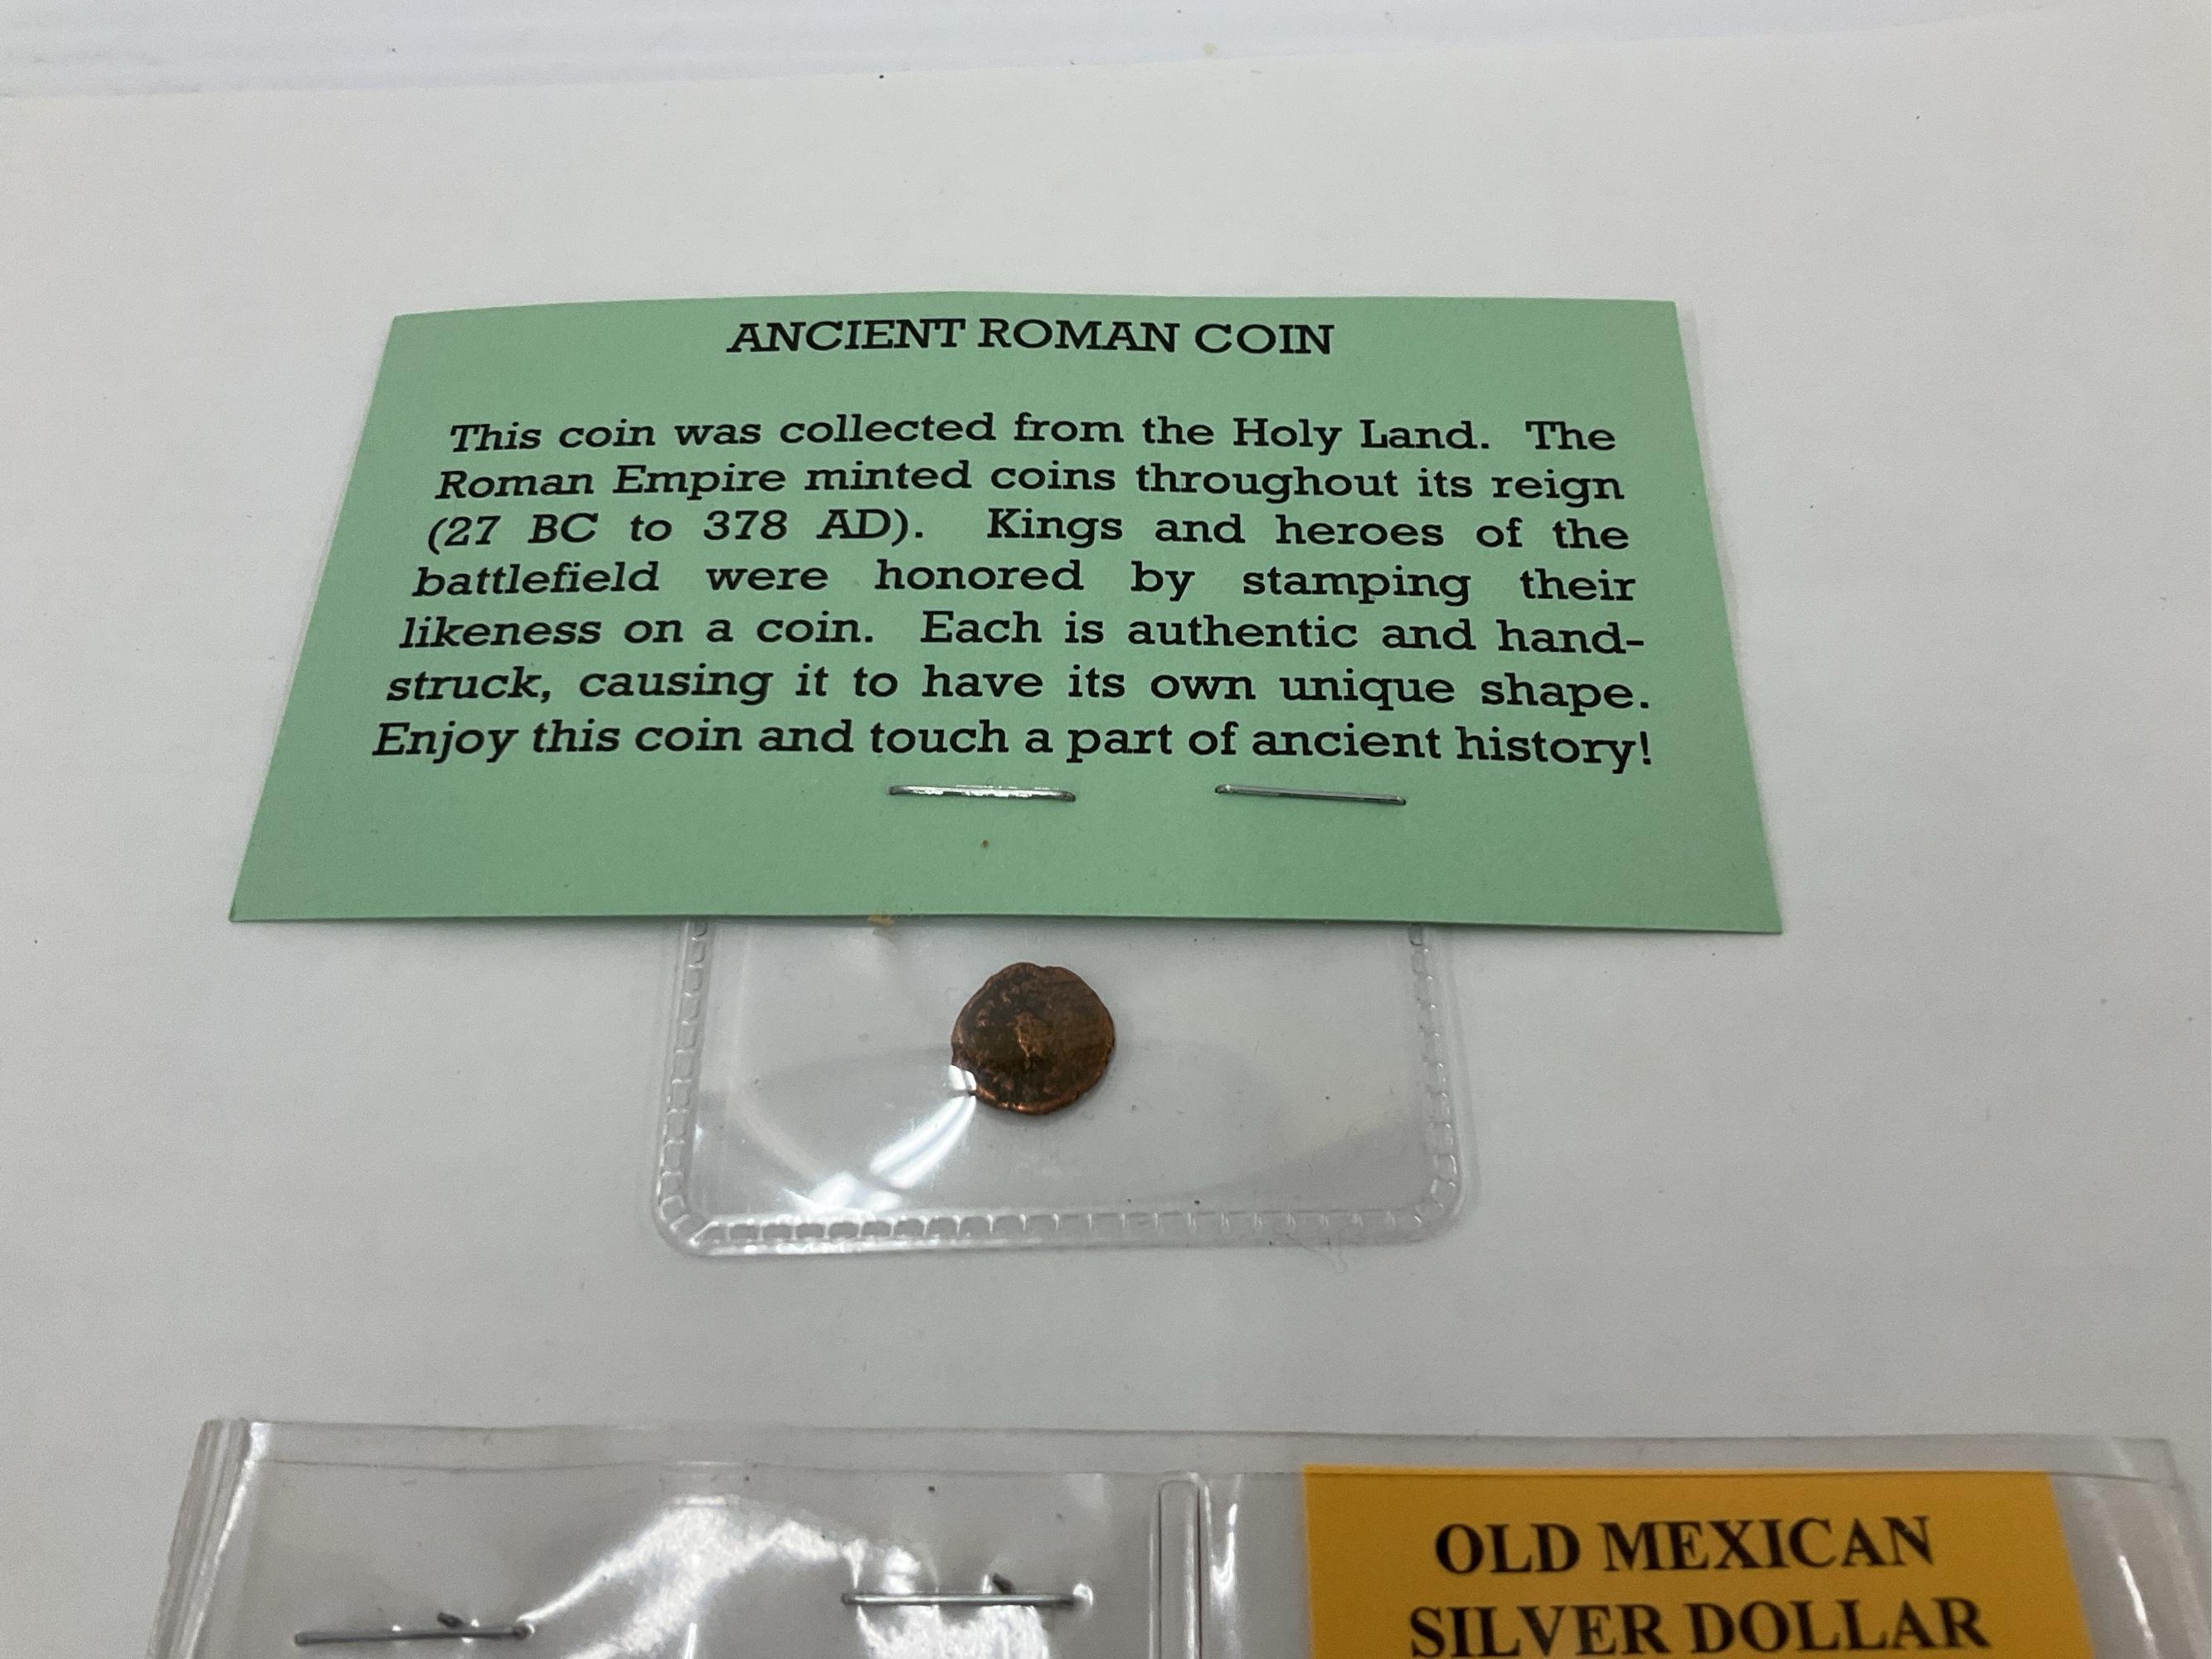 ANCIENT ROMAN COIN
This coin was collected from the Holy Land. The
Roman Empire minted coins throughout its reign
(27 BC to 378 AD). Kings and heroes of the
battlefield were honored by stamping their
likeness on a coin. Each is authentic and hand-
struck, causing it to have its own unique shape.
Enjoy this coin and touch a part of ancient history!
OLD MEXICAN
SILVER DOLLAR